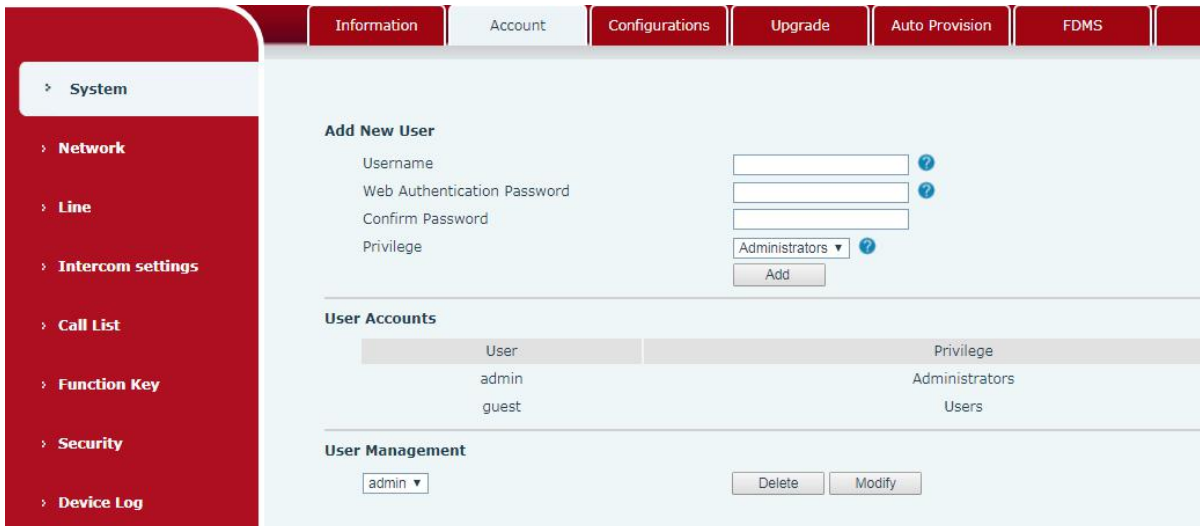 Information Account Configurations Upgrade Auto Provision FDMS
System
Network
Line
Intercom settings
Call List
Function Key
Security
Device Log
Add New User
Username
Web Authentication Password
Confirm Password
Privilege Administrators
Add
User Accounts
User Privilege
admin Administrators
guest Users
User Management
admin Delete Modify